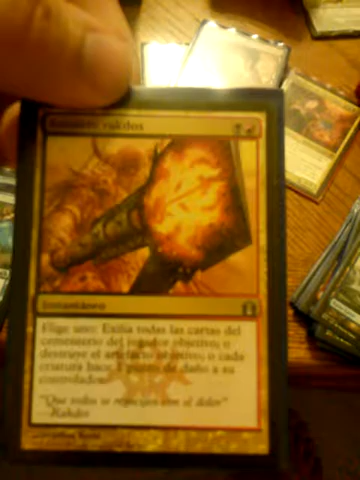 rakdos
Instantáneo
Elige uno: Exilia todas las cartas del
cementerio del jugador objetivo; o
destruye el artefacto objetivo; o cada
criatura hace 1 punto de daño a su
controlador.
"Que todos se regocijen con el dolor"
—Rakdos